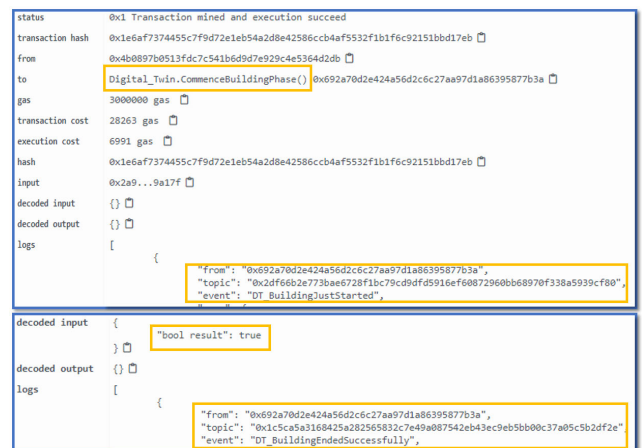 status 0x1 Transaction mined and execution succeed
transaction hash 0x1e6af7374455c7f9d72e1eb54a2d8e42586ccb4af5532f1b1f6c92151bbd17eb
from 0x4b0897b0513fdc7c541b6d9d7e929c4e5364d2db
to Digital_Twin.CommenceBuildingPhase() 0x692a70d2e424a56d2c6c27aa97d1a86395877b3a
gas 3000000 gas
transaction cost 28263 gas
execution cost 6991 gas
hash 0x1e6af7374455c7f9d72e1eb54a2d8e42586ccb4af5532f1b1f6c92151bbd17eb
input 0x2a9...9a17f
decoded input {}
decoded output {}
logs [
{
"from": "0x692a70d2e424a56d2c6c27aa97d1a86395877b3a",
"topic": "0x2df66b2e773bae6728f1bc79cd9dfd5916ef60872960bb68970f338a5939cf80",
"event": "DT_BuildingJustStarted",
decoded input {
"bool result": true
}
decoded output {}
logs [
{
"from": "0x692a70d2e424a56d2c6c27aa97d1a86395877b3a",
"topic": "0x1c5ca5a3168425a282565832c7e49a087542eb43ec9eb5bb00c37a05c5b2df2e",
"event": "DT_BuildingEndedSuccessfully",